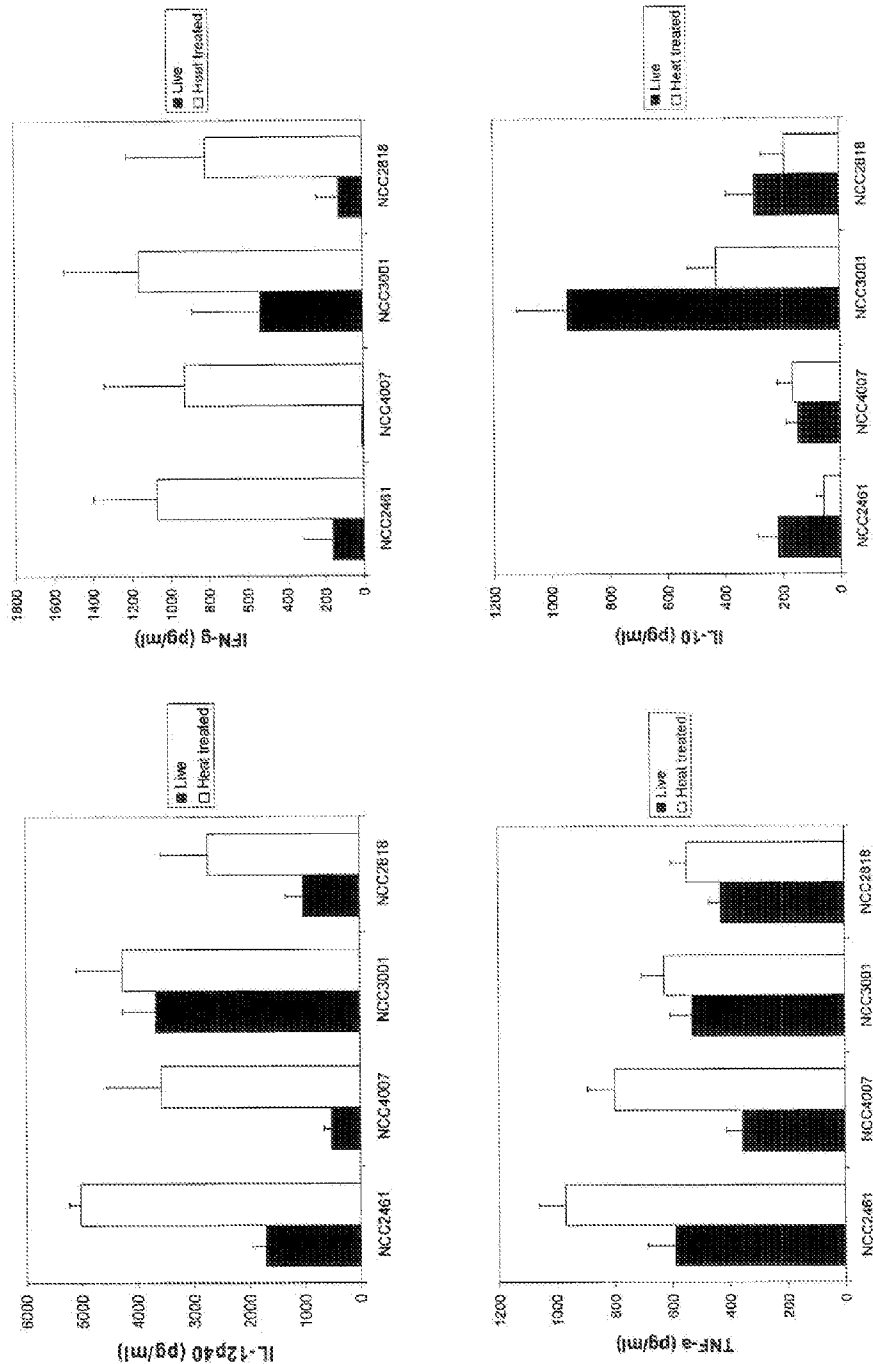 IL-12p40 (pg/ml)
6000
5000
4000
3000
2000
1000
0
NCC2461
NCC4007
NCC3001
NCC2818
■ Live
□ Heat treated
IFN-g (pg/ml)
1800
1600
1400
1200
1000
800
600
400
200
0
NCC2461
NCC4007
NCC3001
NCC2818
■ Live
□ Heat treated
TNF-a (pg/ml)
1200
1000
800
600
400
200
0
NCC2461
NCC4007
NCC3001
NCC2818
■ Live
□ Heat treated
IL-10 (pg/ml)
1200
1000
800
600
400
200
0
NCC2461
NCC4007
NCC3001
NCC2818
■ Live
□ Heat treated